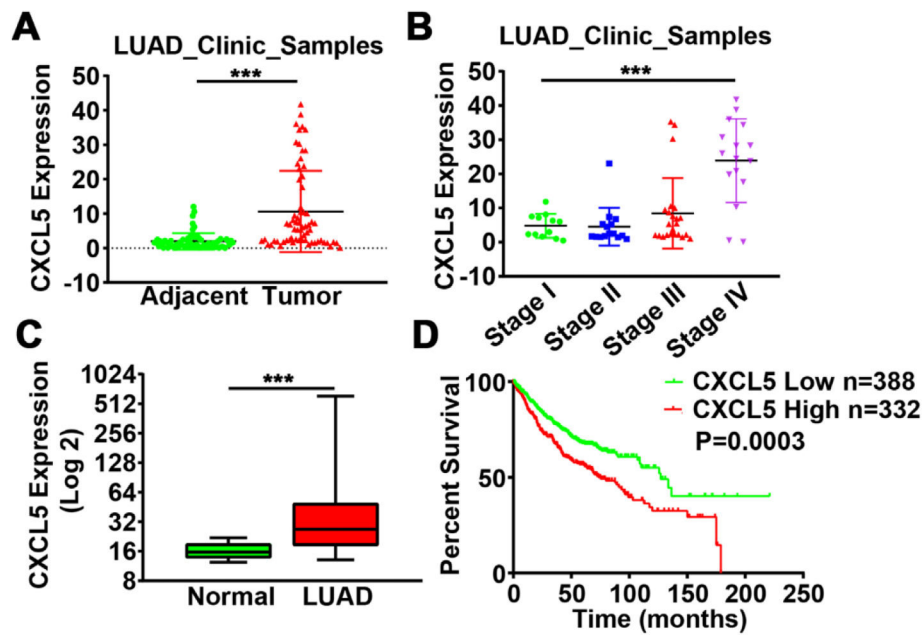 A
LUAD_Clinic_Samples
***
CXCL5 Expression
50
40
30
20
10
0
-10
Adjacent Tumor
B
LUAD_Clinic_Samples
***
CXCL5 Expression
50
40
30
20
10
0
-10
Stage I
Stage II
Stage III
Stage IV
C
***
CXCL5 Expression
(Log 2)
1024
512
256
128
64
32
16
8
Normal LUAD
D
CXCL5 Low n=388
CXCL5 High n=332
P=0.0003
Percent Survival
100
50
0
0 50 100 150 200 250
Time (months)